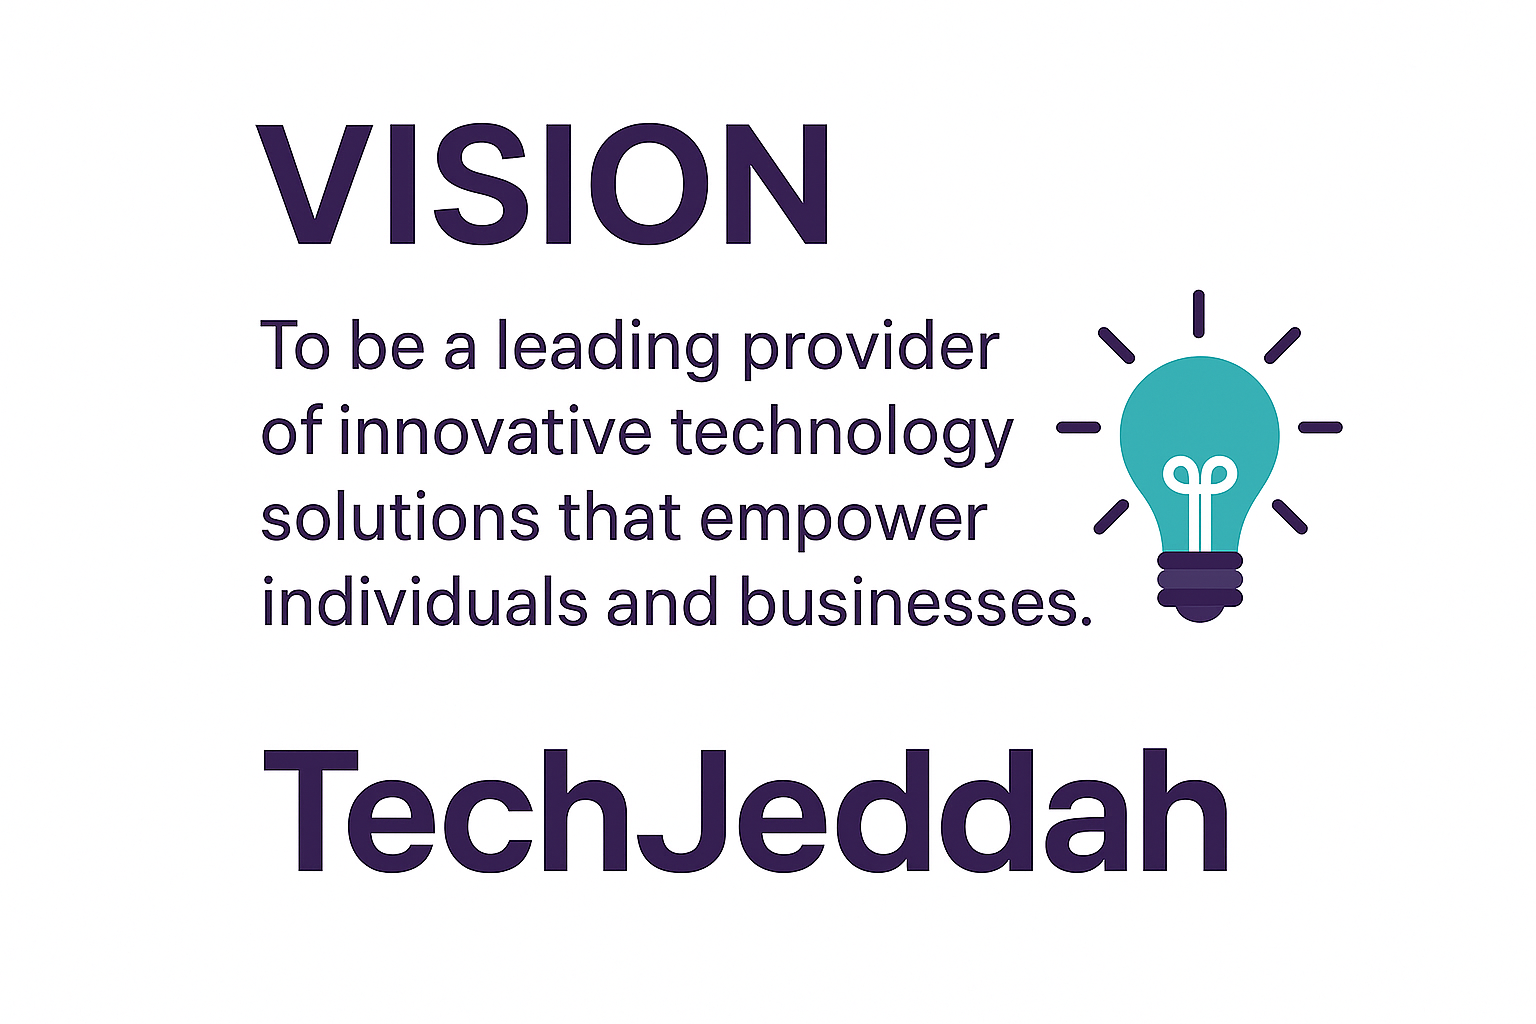 VISION
To be a leading provider
of innovative technology
solutions that empower
individuals and businesses.
TechJeddah